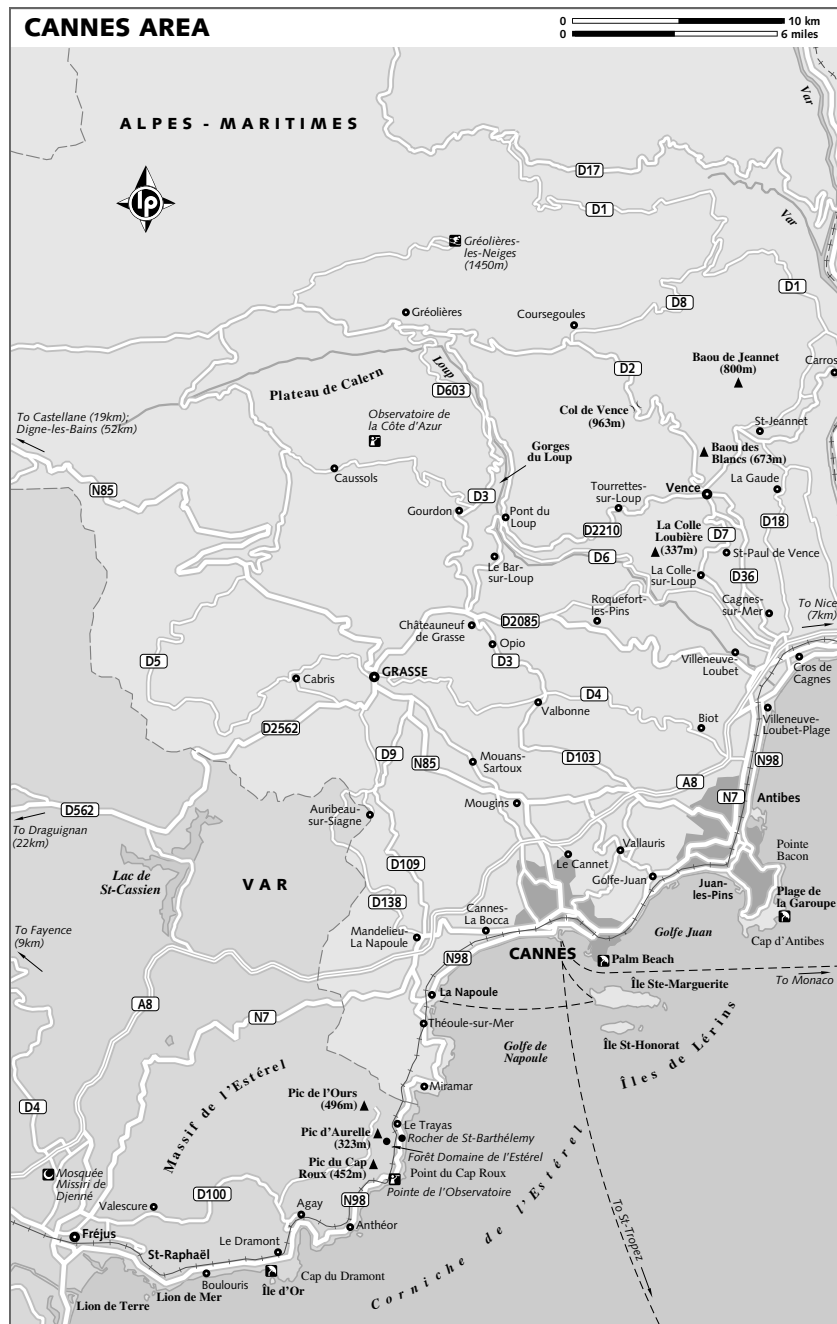 CANNES AREA
0 10 km
0 6 miles
ALPES - MARITIMES
lp
Var
D17
D1
Var
Gréolières-
les-Neiges
(1450m)
D1
D8
Gréolières
Coursegoules
Loup
D2
Baou de Jeannet
(800m)
Carros
Plateau de Calern
D603
To Castellane (19km);
Digne-les-Bains (52km)
Observatoire de
la Côte d'Azur
Col de Vence
(963m)
St-Jeannet
Gorges
du Loup
Baou des
Blancs (673m)
Caussols
N85
D3
Tourrettes-
sur-Loup
Vence
La Gaude
Gourdon
Pont du
Loup
D2210
La Colle
Loubière
(337m)
D7
D18
D6
St-Paul de Vence
Le Bar-
sur-Loup
La Colle-
sur-Loup
D36
Roquefort-
les-Pins
Cagnes-
sur-Mer
To Nice
(7km)
Châteauneuf
de Grasse
D2085
Opio
D3
Villeneuve-
Loubet
Cros de
Cagnes
D5
Cabris
GRASSE
D4
Valbonne
Biot
Villeneuve-
Loubet-Plage
D2562
D9
N85
Mouans-
Sartoux
D103
N98
A8
D562
Auribeau-
sur-Siagne
Mougins
N7
Antibes
To Draguignan
(22km)
Vallauris
Pointe
Bacon
Le Cannet
D109
Lac de
St-Cassien
VAR
Golfe-Juan
Juan-
les-Pins
Plage de
la Garoupe
D138
Cannes-
La Bocca
To Fayence
(9km)
Mandelieu-
La Napoule
Golfe Juan
Cap d'Antibes
N98
CANNES
Palm Beach
To Monaco
A8
La Napoule
Île Ste-Marguerite
N7
Théoule-sur-Mer
Golfe de
Napoule
Île St-Honorat
Îles de Lérins
Massif de l'Estérel
Miramar
Pic de l'Ours
(496m)
D4
Le Trayas
Pic d'Aurelle
(323m)
Rocher de St-Barthélemy
Forêt Domaine de l'Estérel
Pic du Cap
Roux (452m)
Point du Cap Roux
Mosquée
Missiri de
Djenné
Pointe de l'Observatoire
D100
Valescure
N98
Agay
Anthéor
Fréjus
Le Dramont
St-Raphaël
Cap du Dramont
Boulouris
Île d'Or
Lion de Mer
Lion de Terre
Corniche de l'Estérel
To St-Tropez